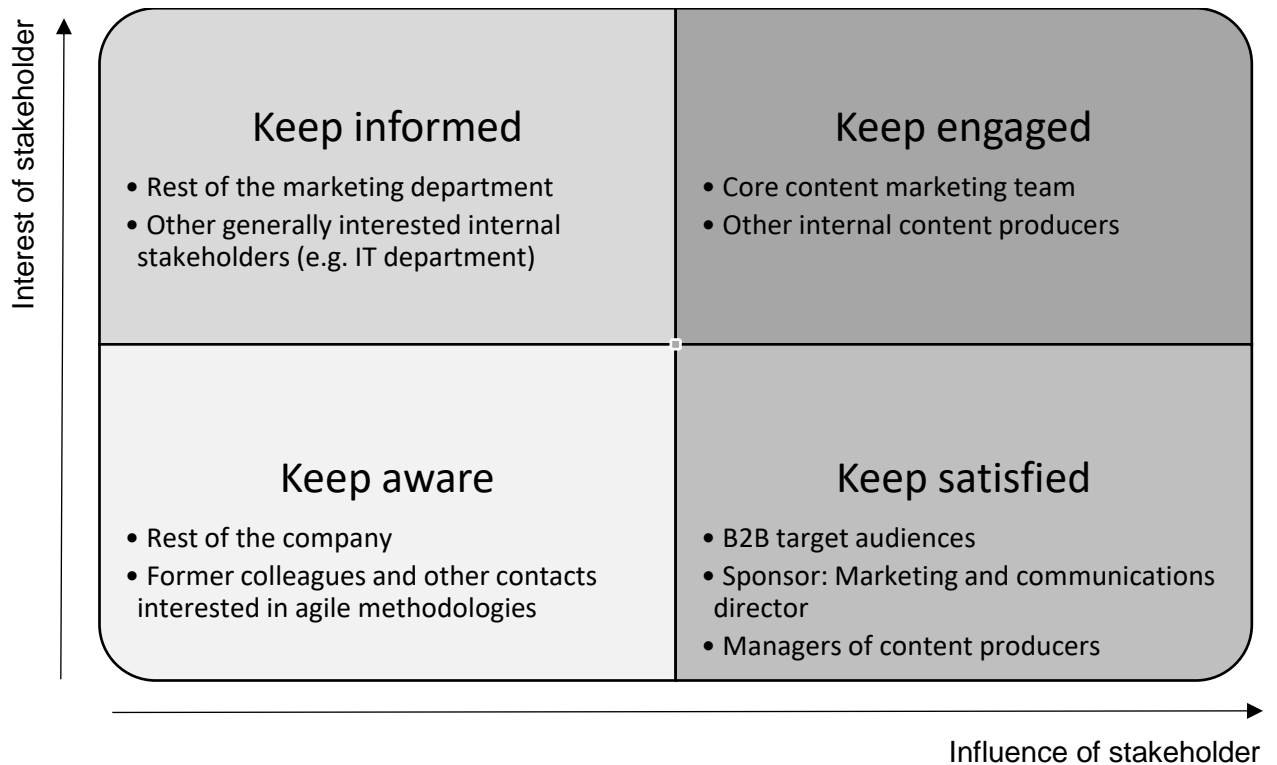 Interest of stakeholder
Keep informed
• Rest of the marketing department
• Other generally interested internal
stakeholders (e.g. IT department)
Keep engaged
• Core content marketing team
• Other internal content producers
Keep aware
• Rest of the company
• Former colleagues and other contacts
interested in agile methodologies
Keep satisfied
• B2B target audiences
• Sponsor: Marketing and communications
director
• Managers of content producers
Influence of stakeholder